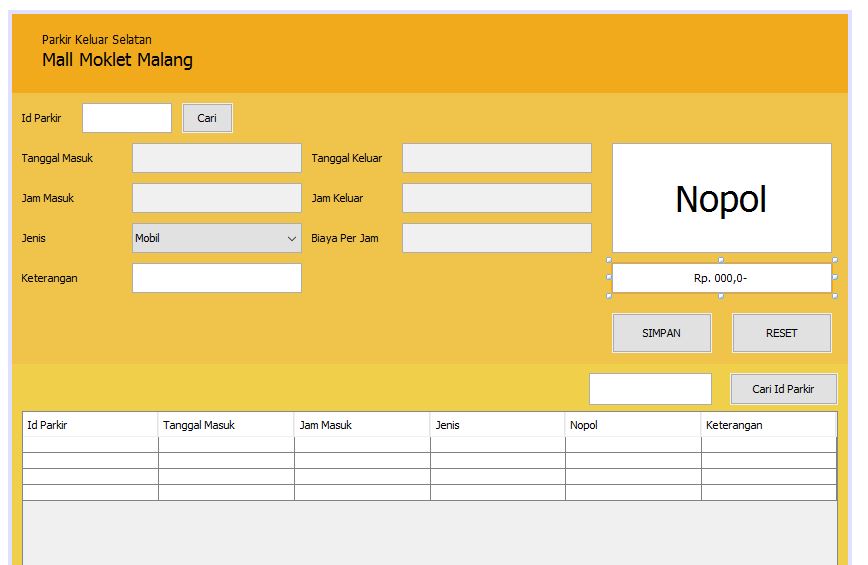 Parkir Keluar Selatan
Mall Moklet Malang
Id Parkir Cari
Tanggal Masuk Tanggal Keluar
Nopol
Jam Masuk Jam Keluar
Jenis Mobil Biaya Per Jam
Keterangan Rp. 000,0-
SIMPAN RESET
Cari Id Parkir
Id Parkir Tanggal Masuk Jam Masuk Jenis Nopol Keterangan